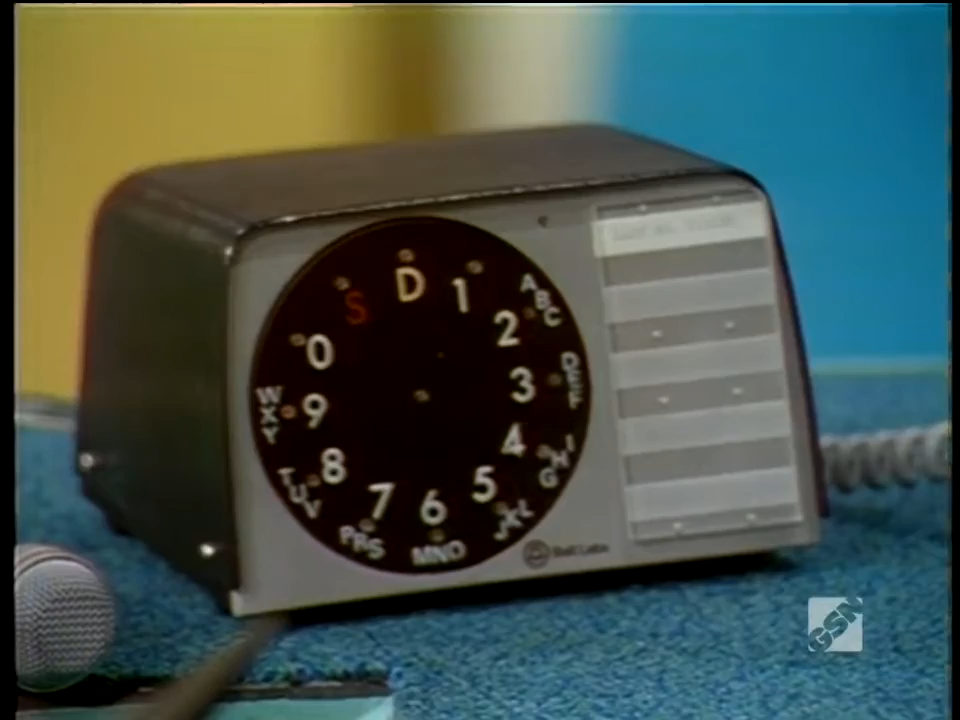 S D 1
ABC
2
DEF
3
GHI
4
JKL
5
MNO
6
PRS
7
TUV
8
WXY
9
0
Bell Labs
GSN